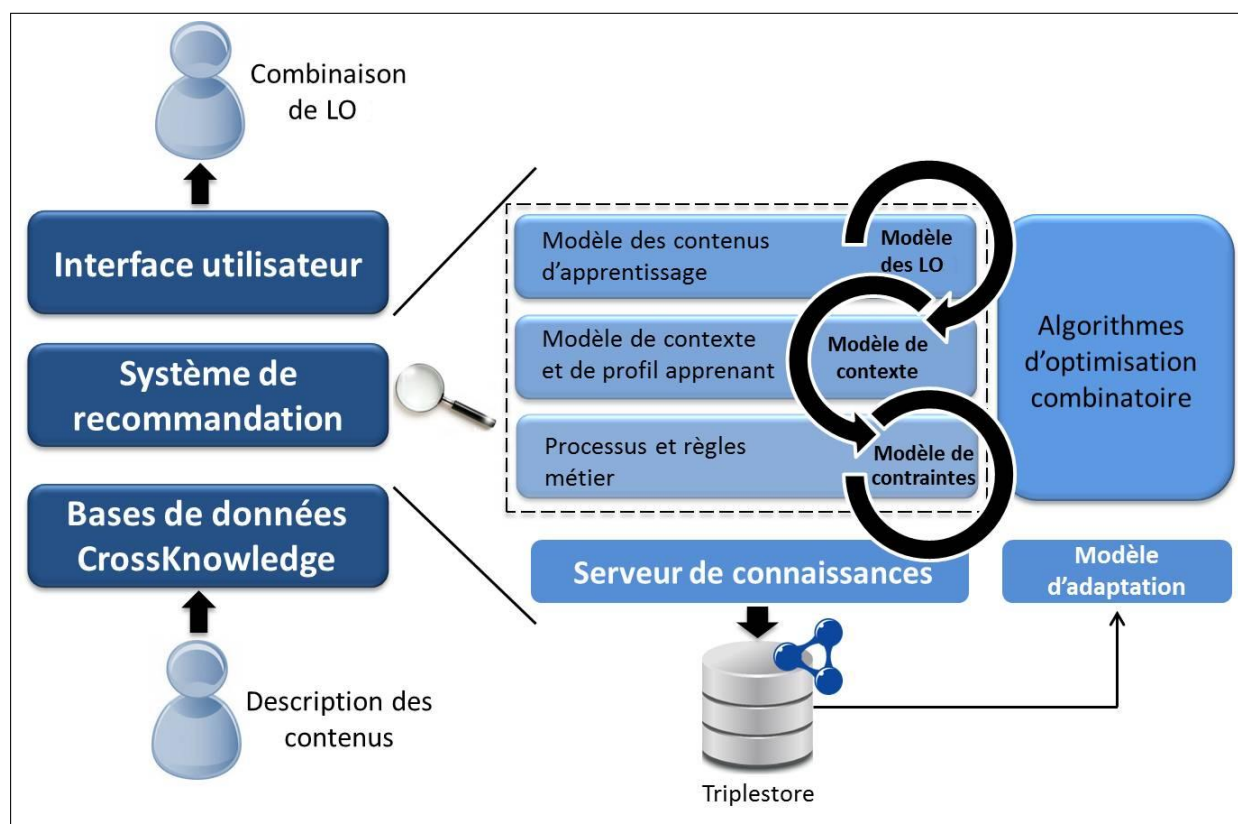 Combinaison
de LO
Interface utilisateur
Système de
recommandation
Bases de données
CrossKnowledge
Description des
contenus
Modèle des contenus
d'apprentissage
Modèle
des LO
Modèle de contexte
et de profil apprenant
Modèle de
contexte
Processus et règles
métier
Modèle de
contraintes
Algorithmes
d'optimisation
combinatoire
Serveur de connaissances
Modèle
d'adaptation
Triplestore